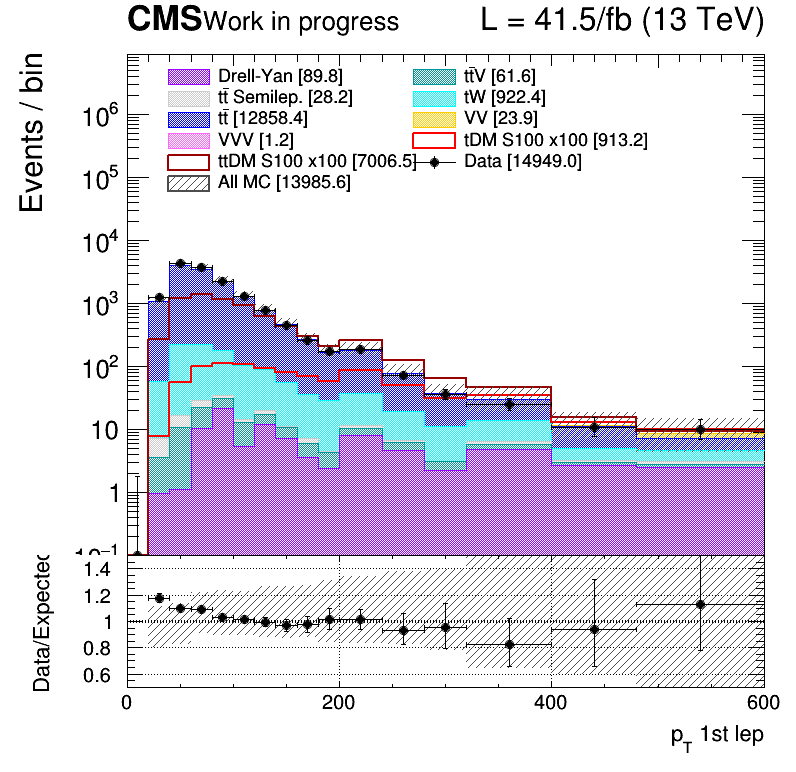 CMS Work in progress L = 41.5/fb (13 TeV)
Events / bin
Drell-Yan [89.8] tt̄V [61.6]
tt̄ Semilep. [28.2] tW [922.4]
tt̄ [12858.4] VV [23.9]
VVV [1.2] tDM S100 x100 [913.2]
ttDM S100 x100 [7006.5] Data [14949.0]
All MC [13985.6]
10⁶
10⁵
10⁴
10³
10²
10
1
10⁻¹
Data/Expected
1.4
1.2
1
0.8
0.6
0 200 400 600
p_T 1st lep